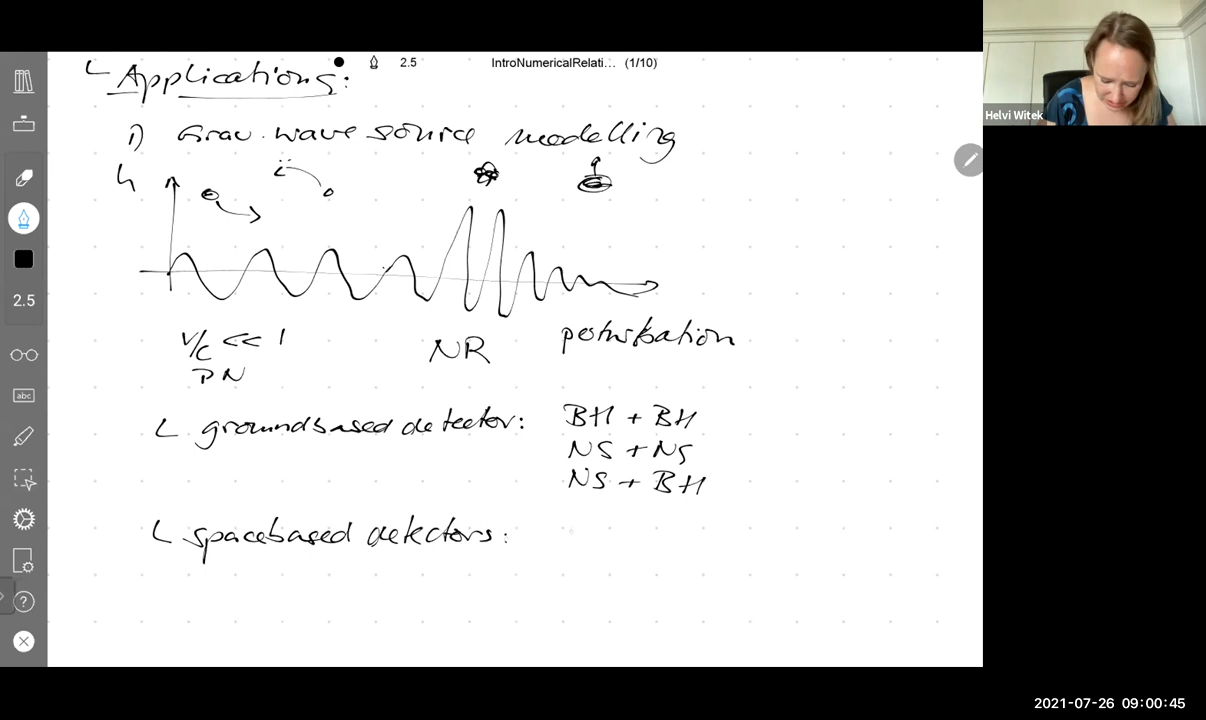 2.5 IntroNumericalRelati... (1/10)
Applications:
1) Grav. wave source modelling
h
v/c << 1
PN
NR
perturbation
groundbased detector: BH + BH
NS + NS
NS + BH
spacebased detectors:
2.5
abc
?
Helvi Witek
2021-07-26 09:00:45